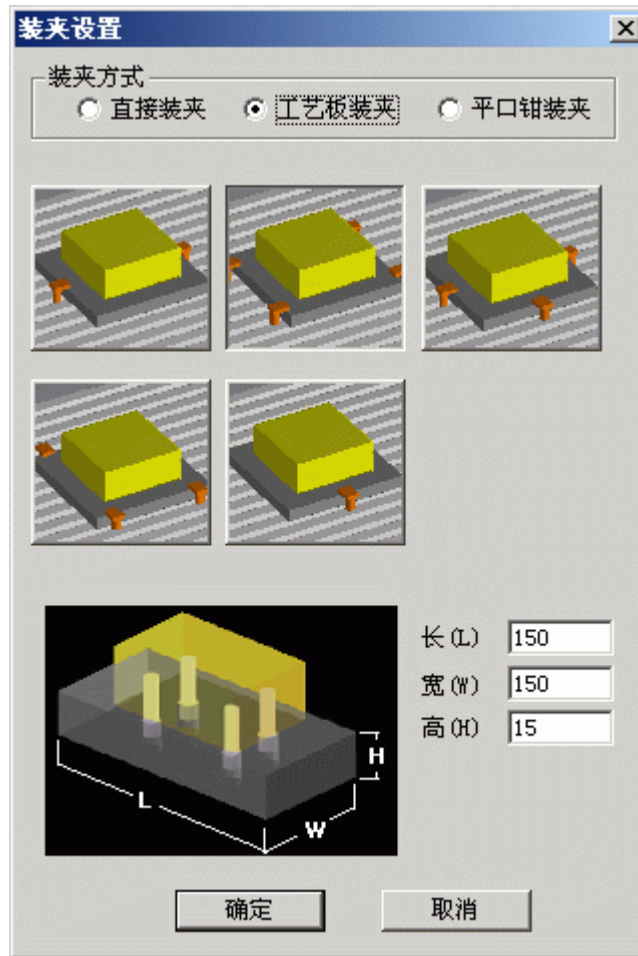 装夹设置
装夹方式
直接装夹 工艺板装夹 平口钳装夹
长(L) 150
宽(W) 150
高(H) 15
H
L
W
确定 取消